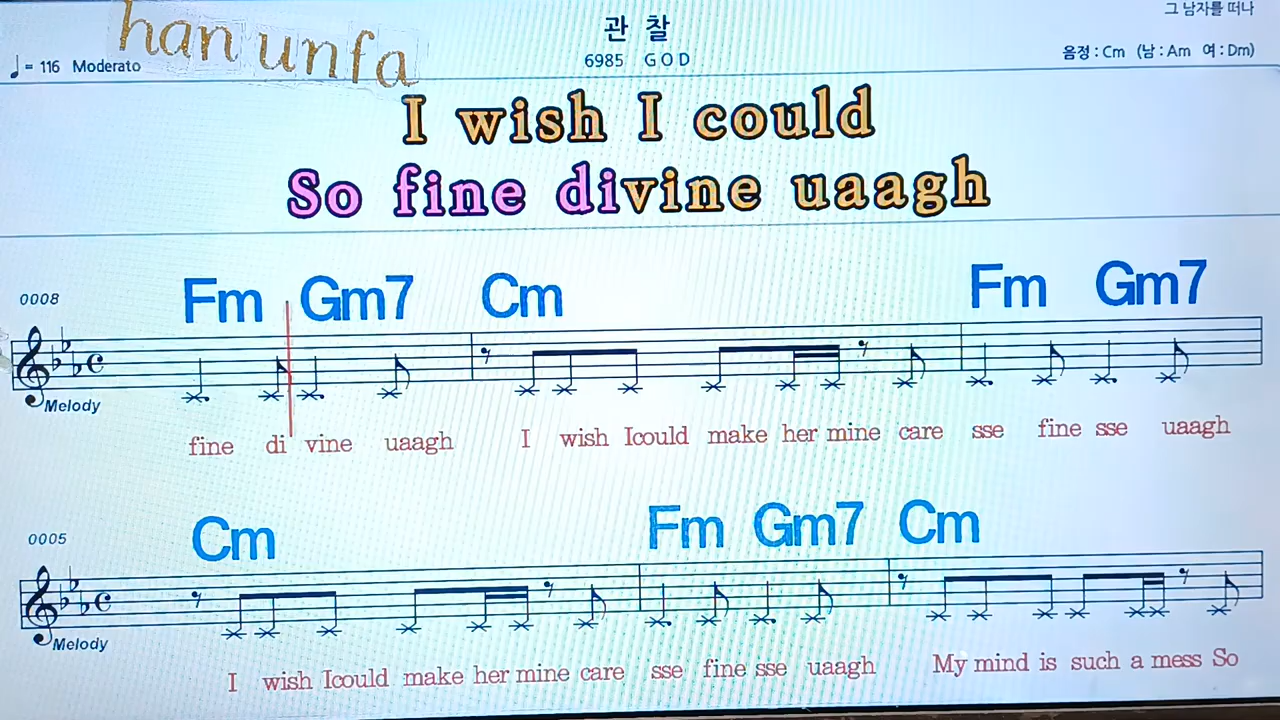 han unfa
관 찰
그 남자를 떠나
♩= 116 Moderato
6985 G O D
음정 : Cm (남 : Am 여 : Dm)
I wish I could
So fine divine uaagh
0008
Fm Gm7 Cm Fm Gm7
Melody
fine di vine uaagh I wish Icould make her mine care sse fine sse uaagh
0005
Cm Fm Gm7 Cm
Melody
I wish Icould make her mine care sse fine sse uaagh My mind is such a mess So